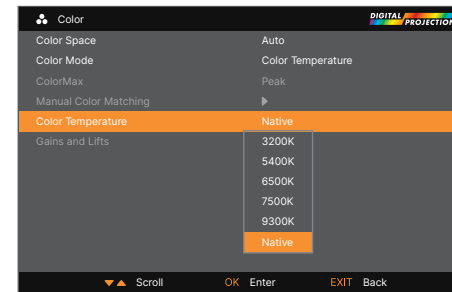 Color
DIGITAL PROJECTION
Color Space Auto
Color Mode Color Temperature
ColorMax Peak
Manual Color Matching
Color Temperature Native
Gains and Lifts
3200K
5400K
6500K
7500K
9300K
Native
Scroll OK Enter EXIT Back